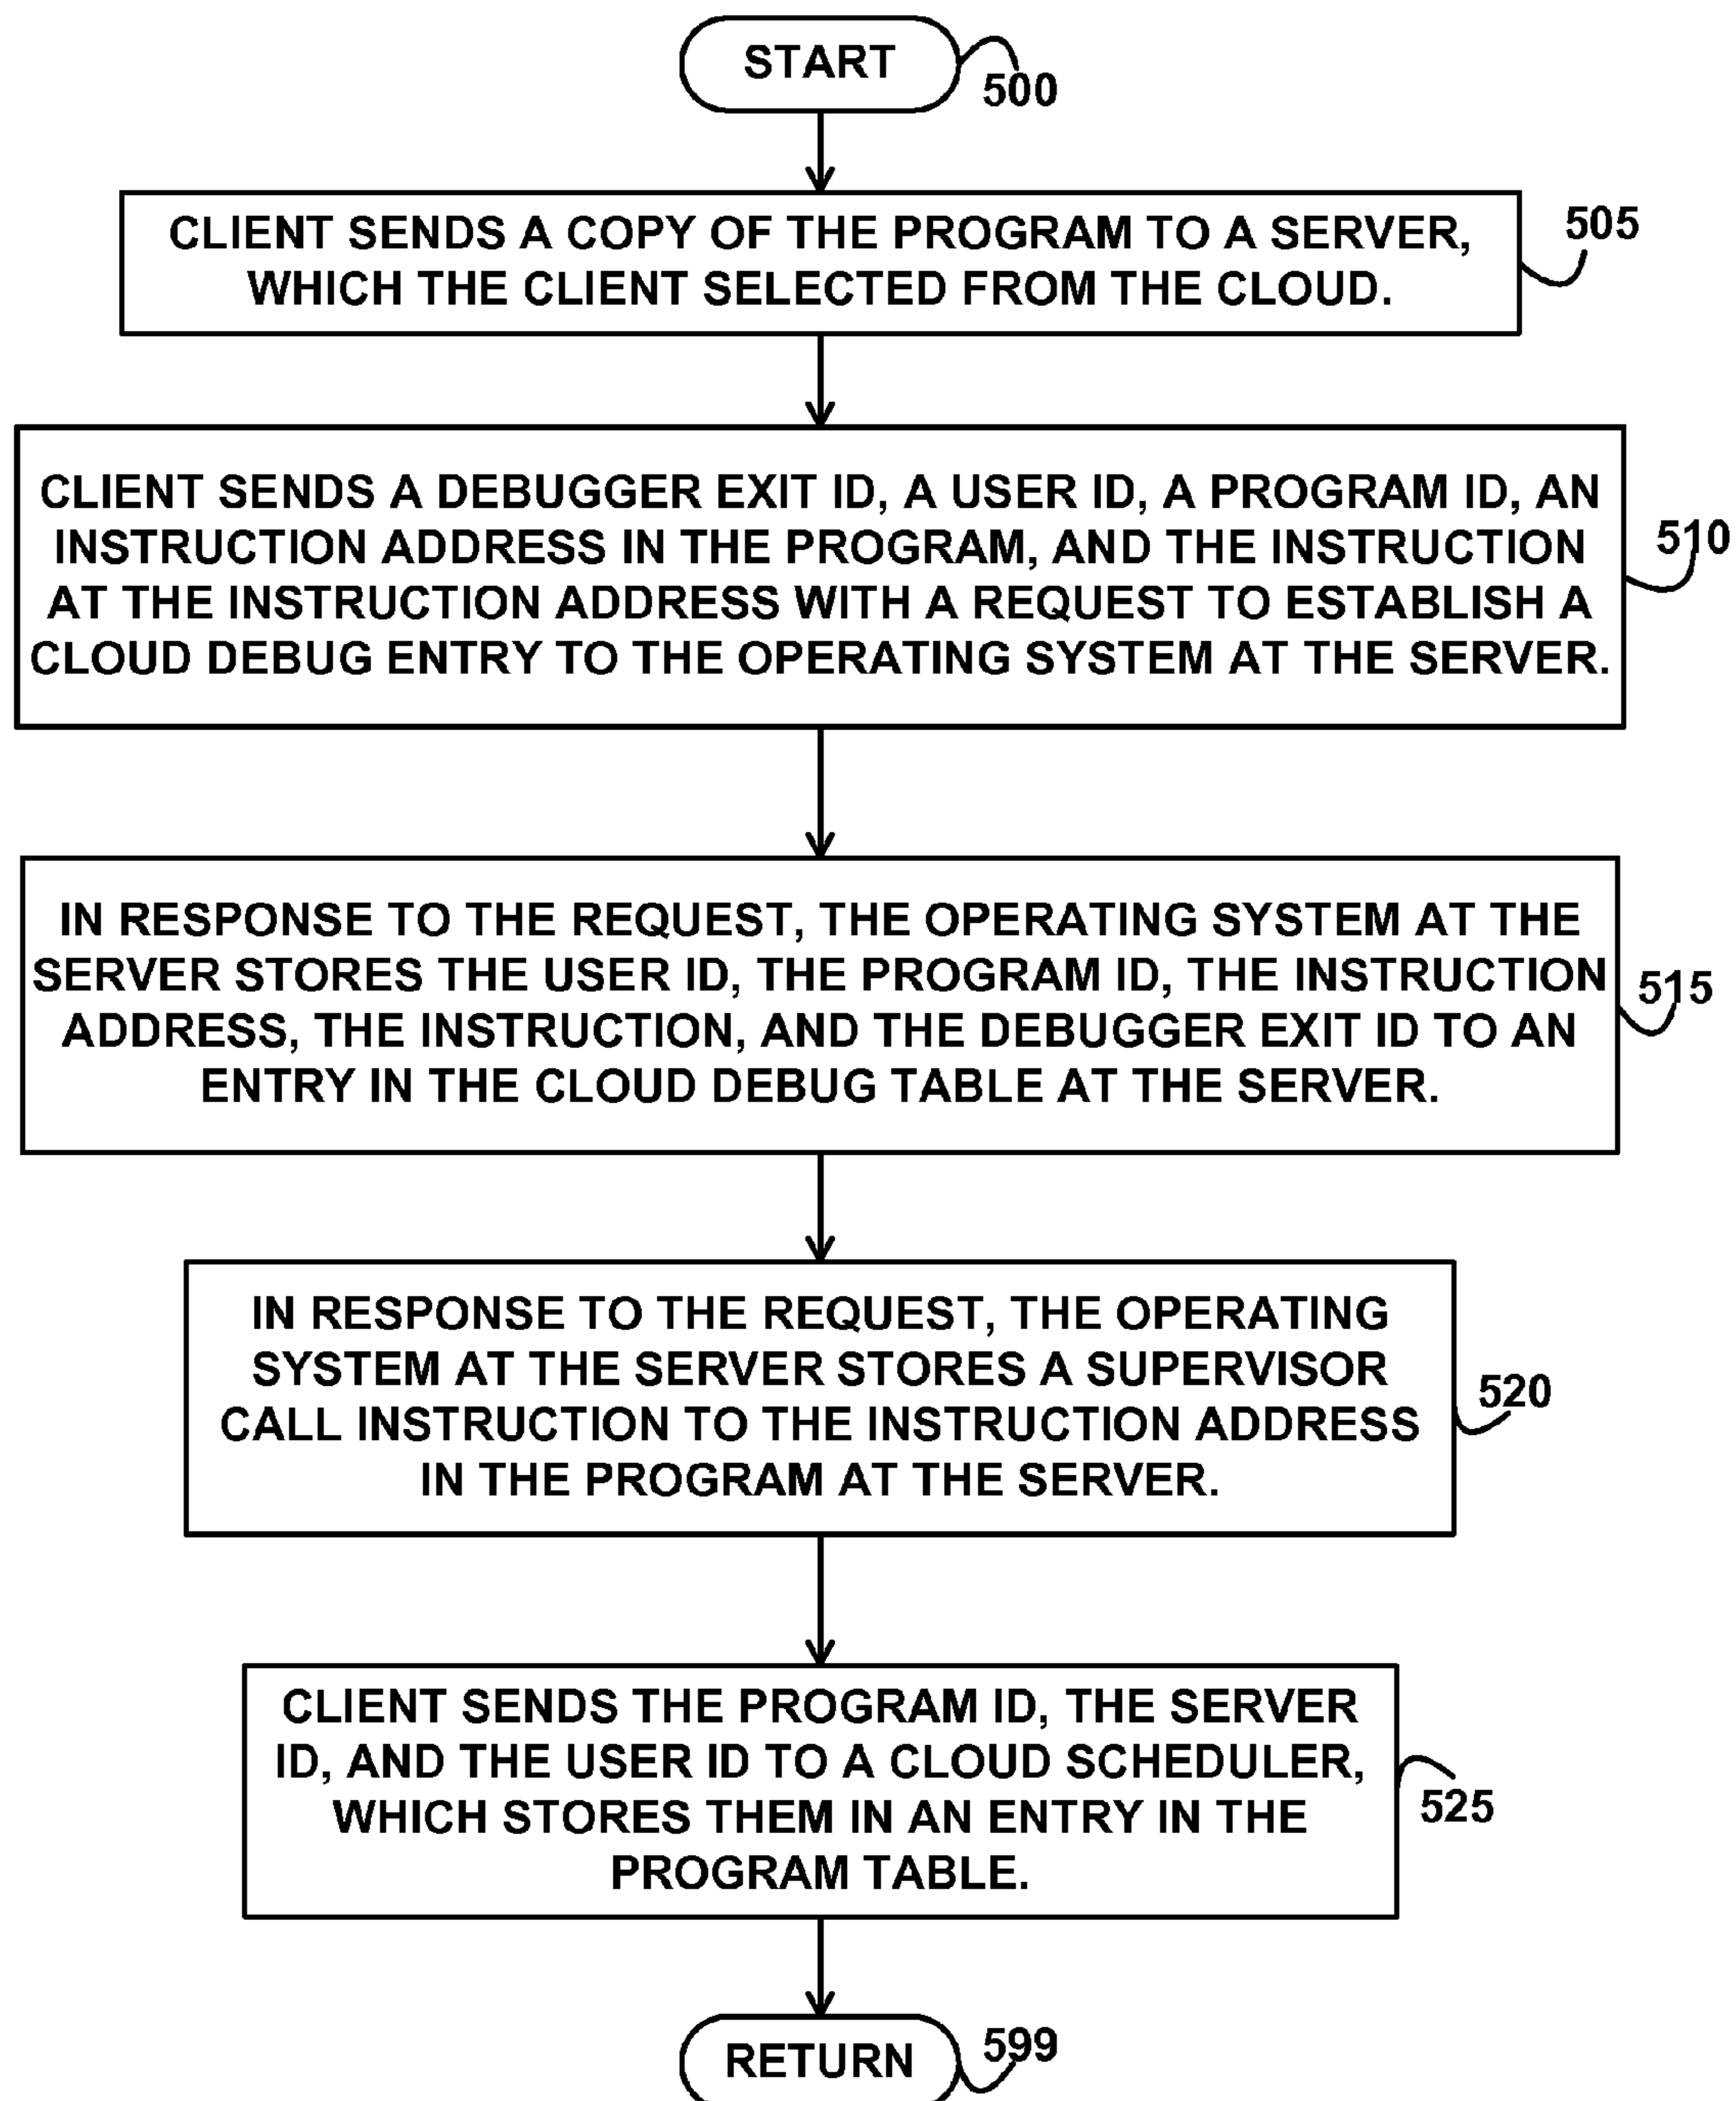 START
500
CLIENT SENDS A COPY OF THE PROGRAM TO A SERVER,
WHICH THE CLIENT SELECTED FROM THE CLOUD.
505
CLIENT SENDS A DEBUGGER EXIT ID, A USER ID, A PROGRAM ID, AN
INSTRUCTION ADDRESS IN THE PROGRAM, AND THE INSTRUCTION
AT THE INSTRUCTION ADDRESS WITH A REQUEST TO ESTABLISH A
CLOUD DEBUG ENTRY TO THE OPERATING SYSTEM AT THE SERVER.
510
IN RESPONSE TO THE REQUEST, THE OPERATING SYSTEM AT THE
SERVER STORES THE USER ID, THE PROGRAM ID, THE INSTRUCTION
ADDRESS, THE INSTRUCTION, AND THE DEBUGGER EXIT ID TO AN
ENTRY IN THE CLOUD DEBUG TABLE AT THE SERVER.
515
IN RESPONSE TO THE REQUEST, THE OPERATING
SYSTEM AT THE SERVER STORES A SUPERVISOR
CALL INSTRUCTION TO THE INSTRUCTION ADDRESS
IN THE PROGRAM AT THE SERVER.
520
CLIENT SENDS THE PROGRAM ID, THE SERVER
ID, AND THE USER ID TO A CLOUD SCHEDULER,
WHICH STORES THEM IN AN ENTRY IN THE
PROGRAM TABLE.
525
RETURN
599